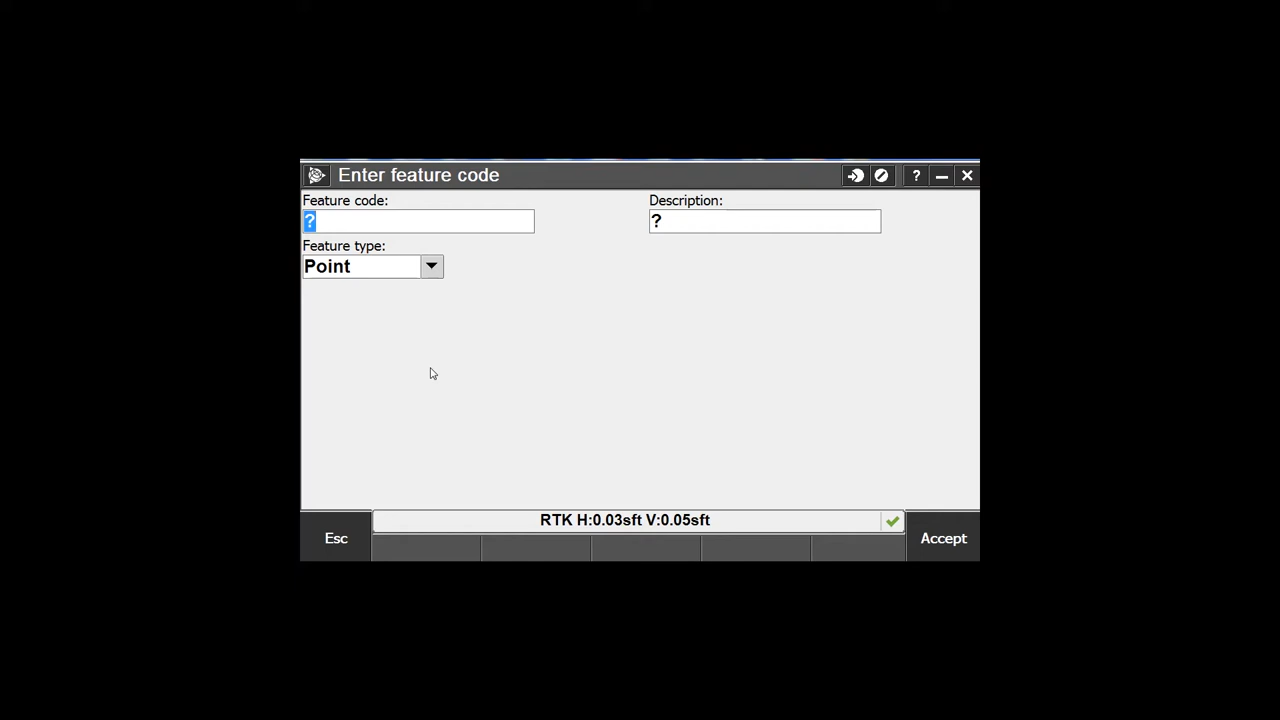 Enter feature code
?
Feature code:
Description:
?
?
Feature type:
Point
RTK H:0.03sft V:0.05sft
Esc
Accept